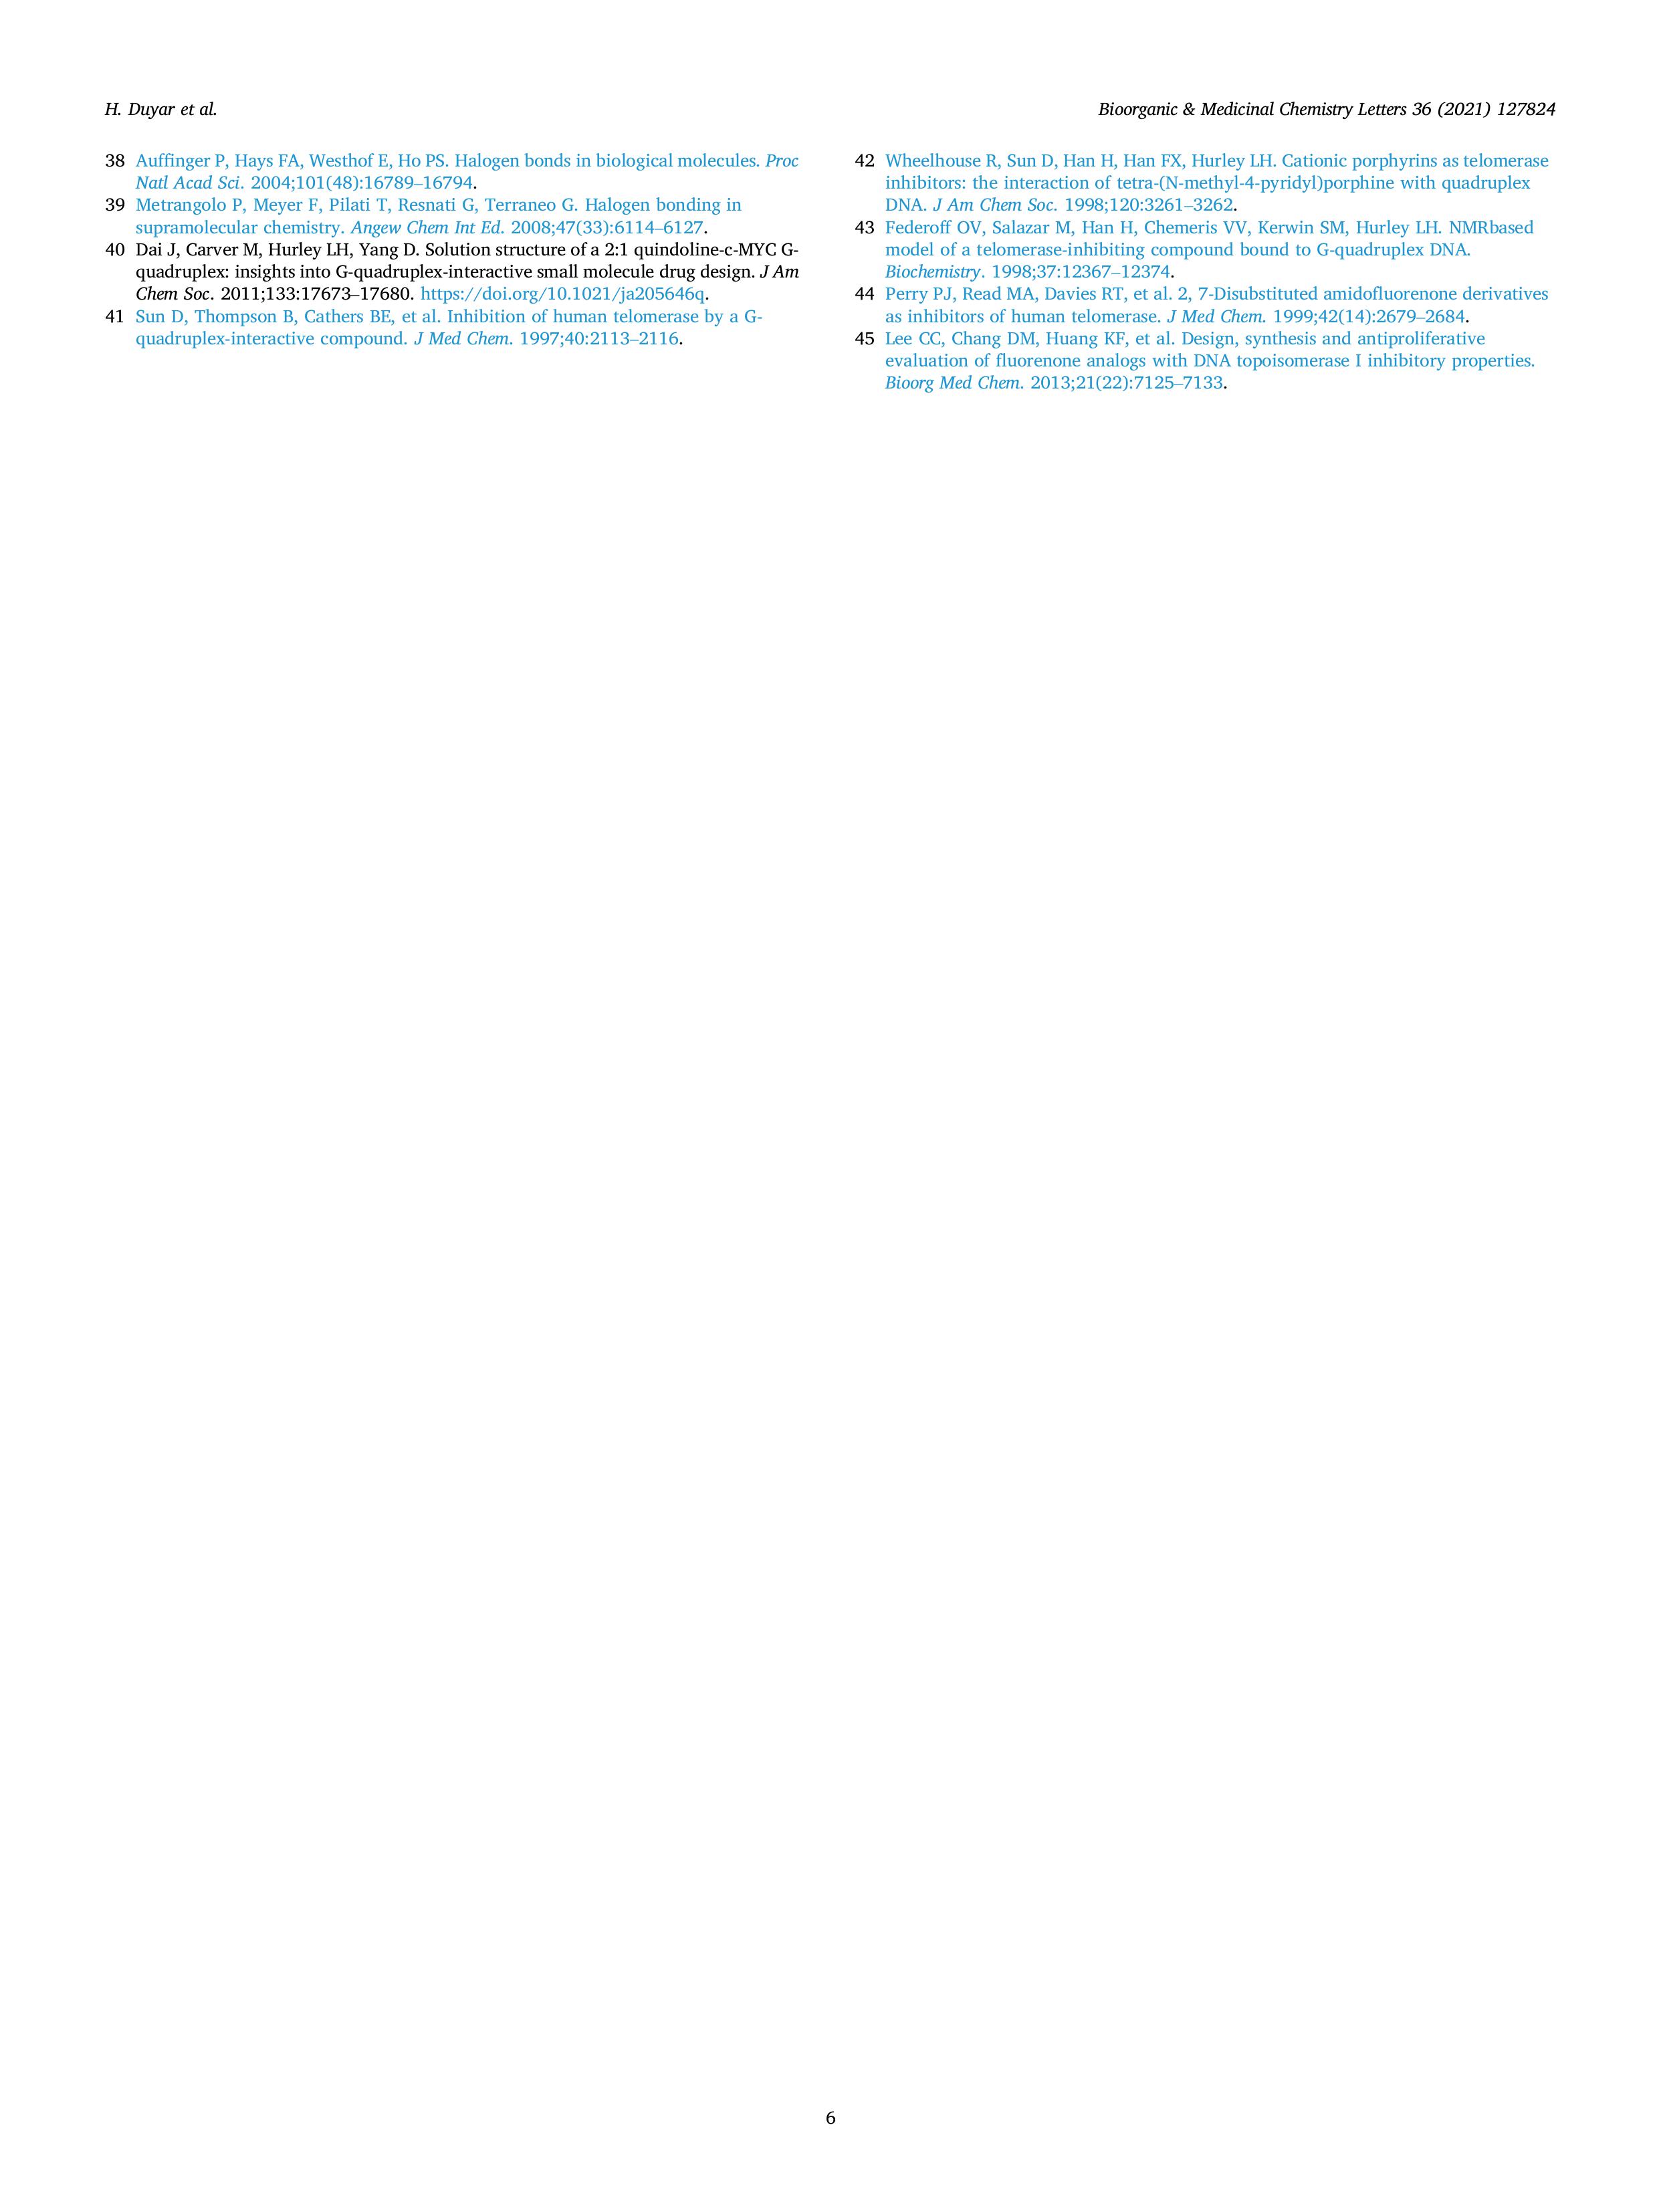 H. Duyar et al.
Bioorganic & Medicinal Chemistry Letters 36 (2021) 127824
38 Auffinger P, Hays FA, Westhof E, Ho PS. Halogen bonds in biological molecules. Proc
Natl Acad Sci. 2004;101(48):16789–16794.
39 Metrangolo P, Meyer F, Pilati T, Resnati G, Terraneo G. Halogen bonding in
supramolecular chemistry. Angew Chem Int Ed. 2008;47(33):6114–6127.
40 Dai J, Carver M, Hurley LH, Yang D. Solution structure of a 2:1 quindoline-c-MYC G-
quadruplex: insights into G-quadruplex-interactive small molecule drug design. J Am
Chem Soc. 2011;133:17673–17680. https://doi.org/10.1021/ja205646q.
41 Sun D, Thompson B, Cathers BE, et al. Inhibition of human telomerase by a G-
quadruplex-interactive compound. J Med Chem. 1997;40:2113–2116.
42 Wheelhouse R, Sun D, Han H, Han FX, Hurley LH. Cationic porphyrins as telomerase
inhibitors: the interaction of tetra-(N-methyl-4-pyridyl)porphine with quadruplex
DNA. J Am Chem Soc. 1998;120:3261–3262.
43 Federoff OV, Salazar M, Han H, Chemeris VV, Kerwin SM, Hurley LH. NMRbased
model of a telomerase-inhibiting compound bound to G-quadruplex DNA.
Biochemistry. 1998;37:12367–12374.
44 Perry PJ, Read MA, Davies RT, et al. 2, 7-Disubstituted amidofluorenone derivatives
as inhibitors of human telomerase. J Med Chem. 1999;42(14):2679–2684.
45 Lee CC, Chang DM, Huang KF, et al. Design, synthesis and antiproliferative
evaluation of fluorenone analogs with DNA topoisomerase I inhibitory properties.
Bioorg Med Chem. 2013;21(22):7125–7133.
6